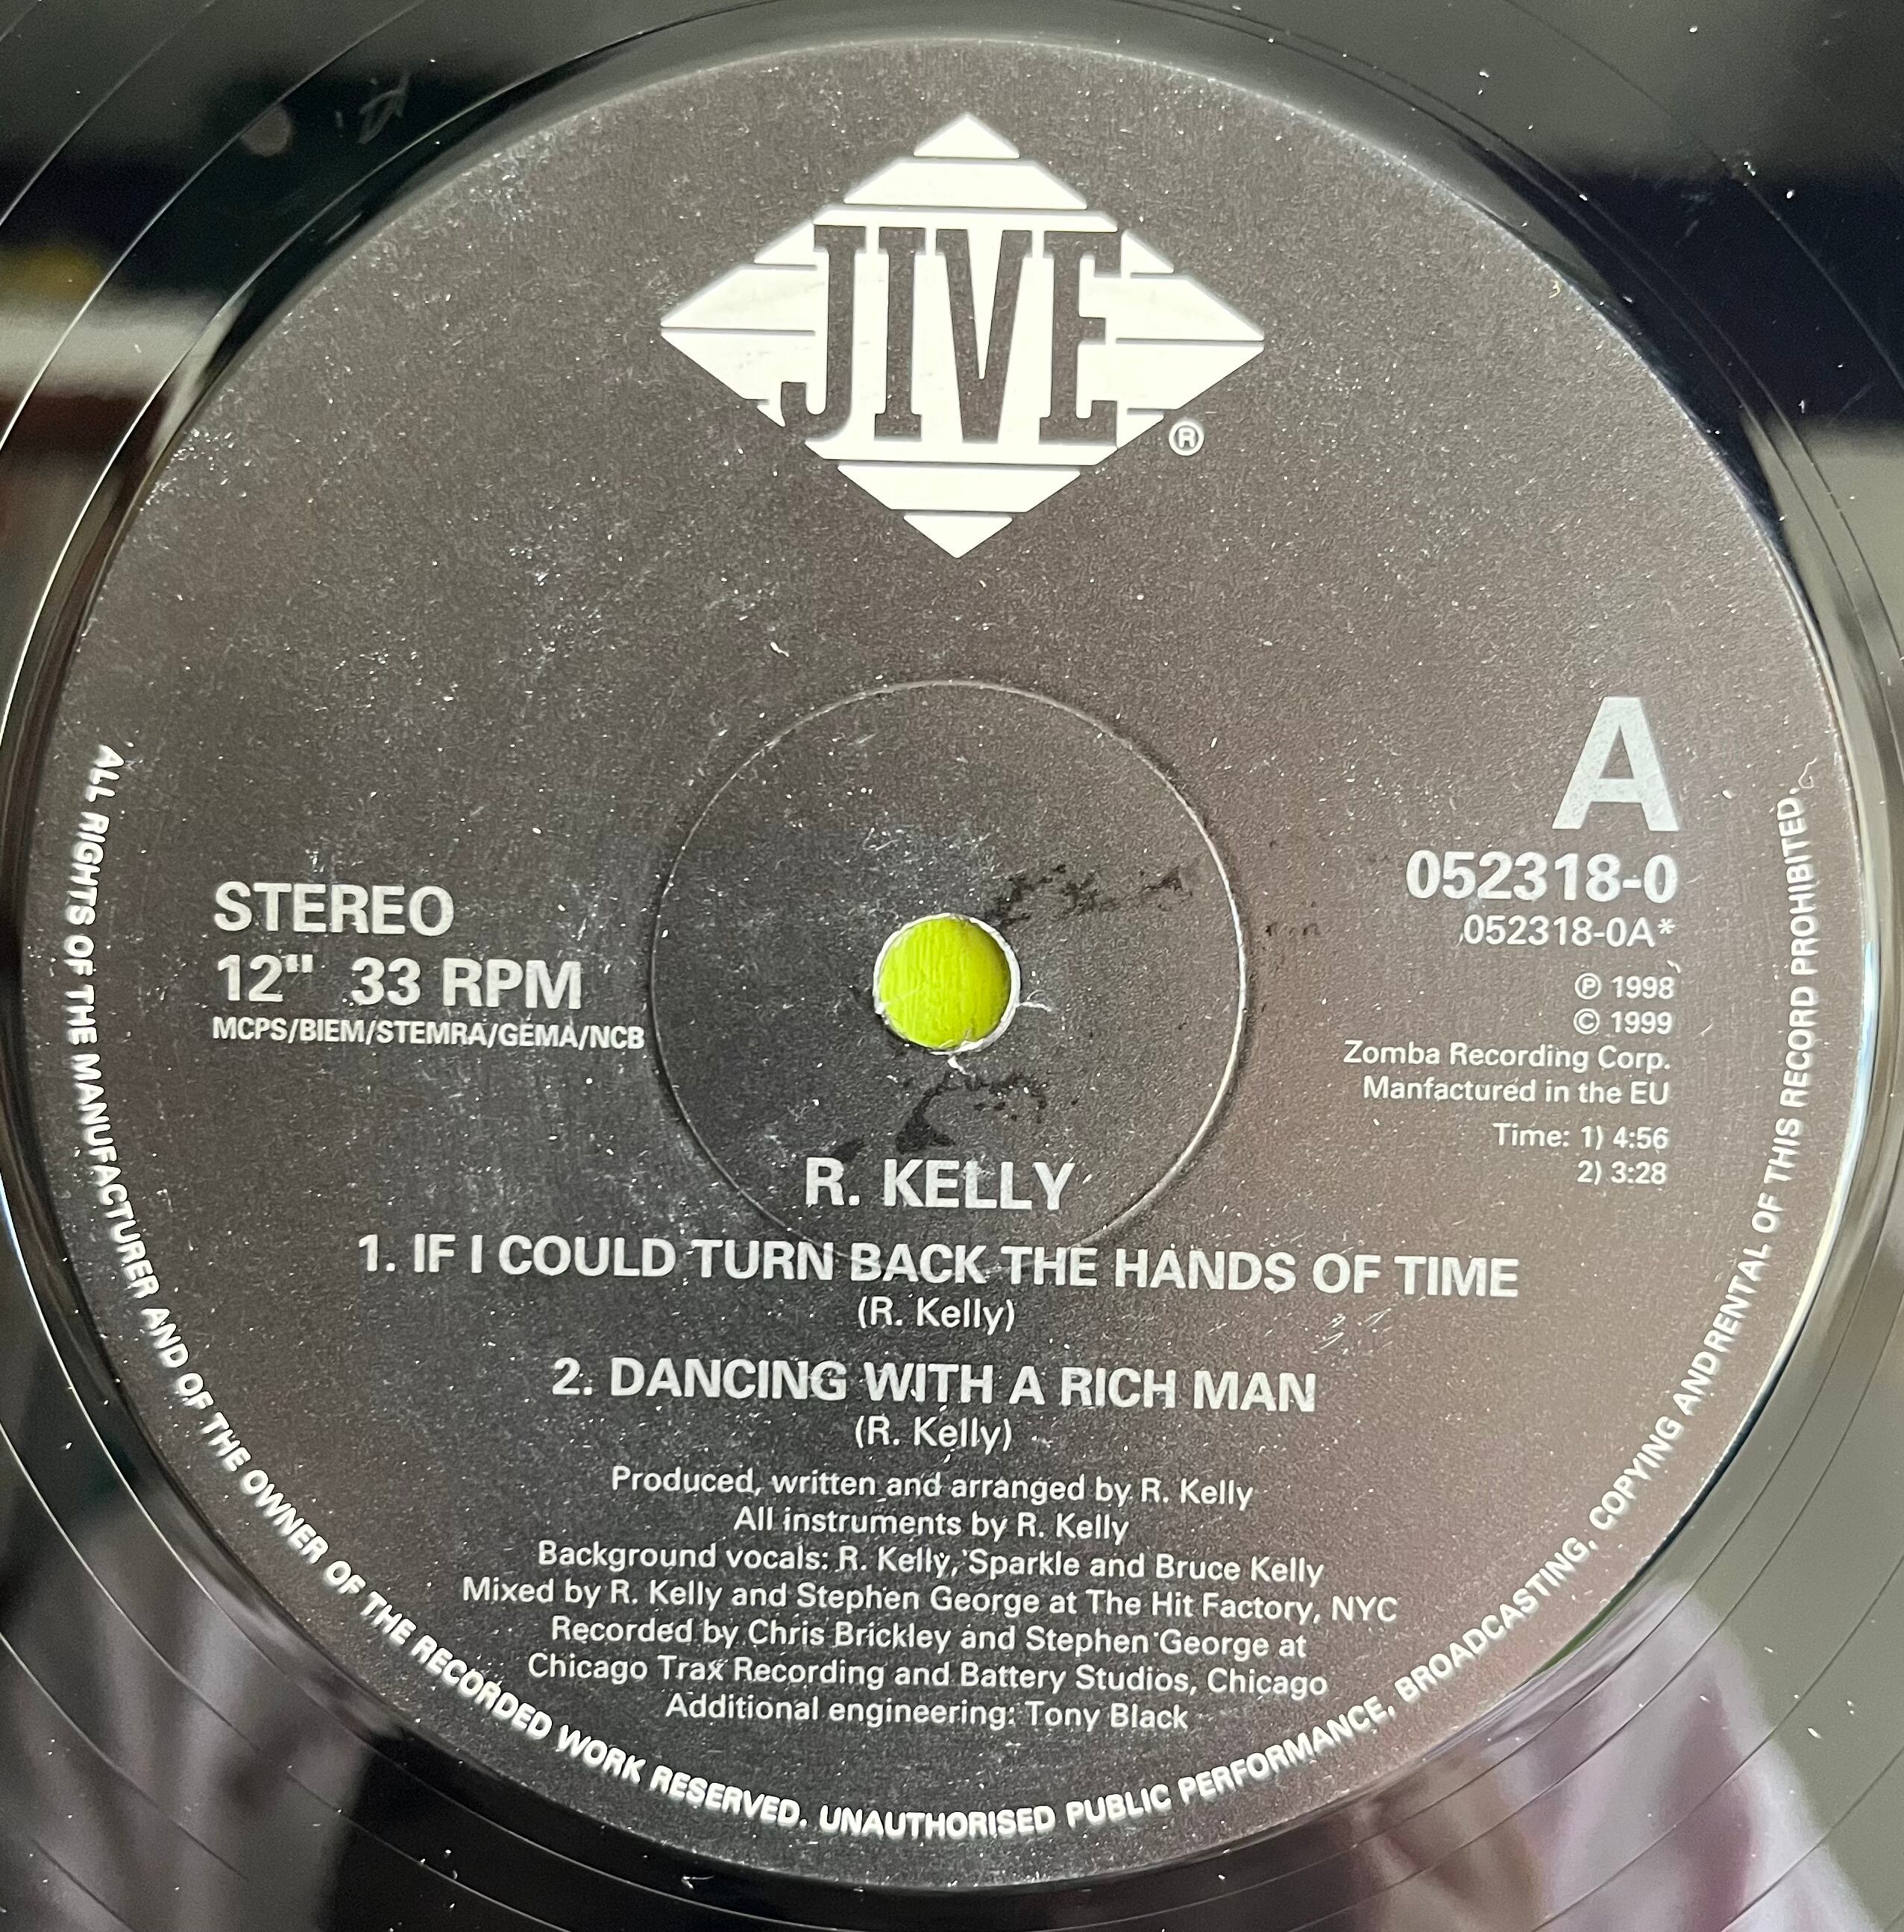 JIVE
®
A
052318-0
052318-0A*
℗ 1998
© 1999
Zomba Recording Corp.
Manfactured in the EU
Time: 1) 4:56
2) 3:28
STEREO
12" 33 RPM
MCPS/BIEM/STEMRA/GEMA/NCB
R. KELLY
1. IF I COULD TURN BACK THE HANDS OF TIME
(R. Kelly)
2. DANCING WITH A RICH MAN
(R. Kelly)
Produced, written and arranged by R. Kelly
All instruments by R. Kelly
Background vocals: R. Kelly, Sparkle and Bruce Kelly
Mixed by R. Kelly and Stephen George at The Hit Factory, NYC
Recorded by Chris Brickley and Stephen George at
Chicago Trax Recording and Battery Studios, Chicago
Additional engineering: Tony Black
ALL RIGHTS OF THE MANUFACTURER AND OF THE OWNER OF THE RECORDED WORK RESERVED. UNAUTHORISED PUBLIC PERFORMANCE, BROADCASTING, COPYING AND RENTAL OF THIS RECORD PROHIBITED.